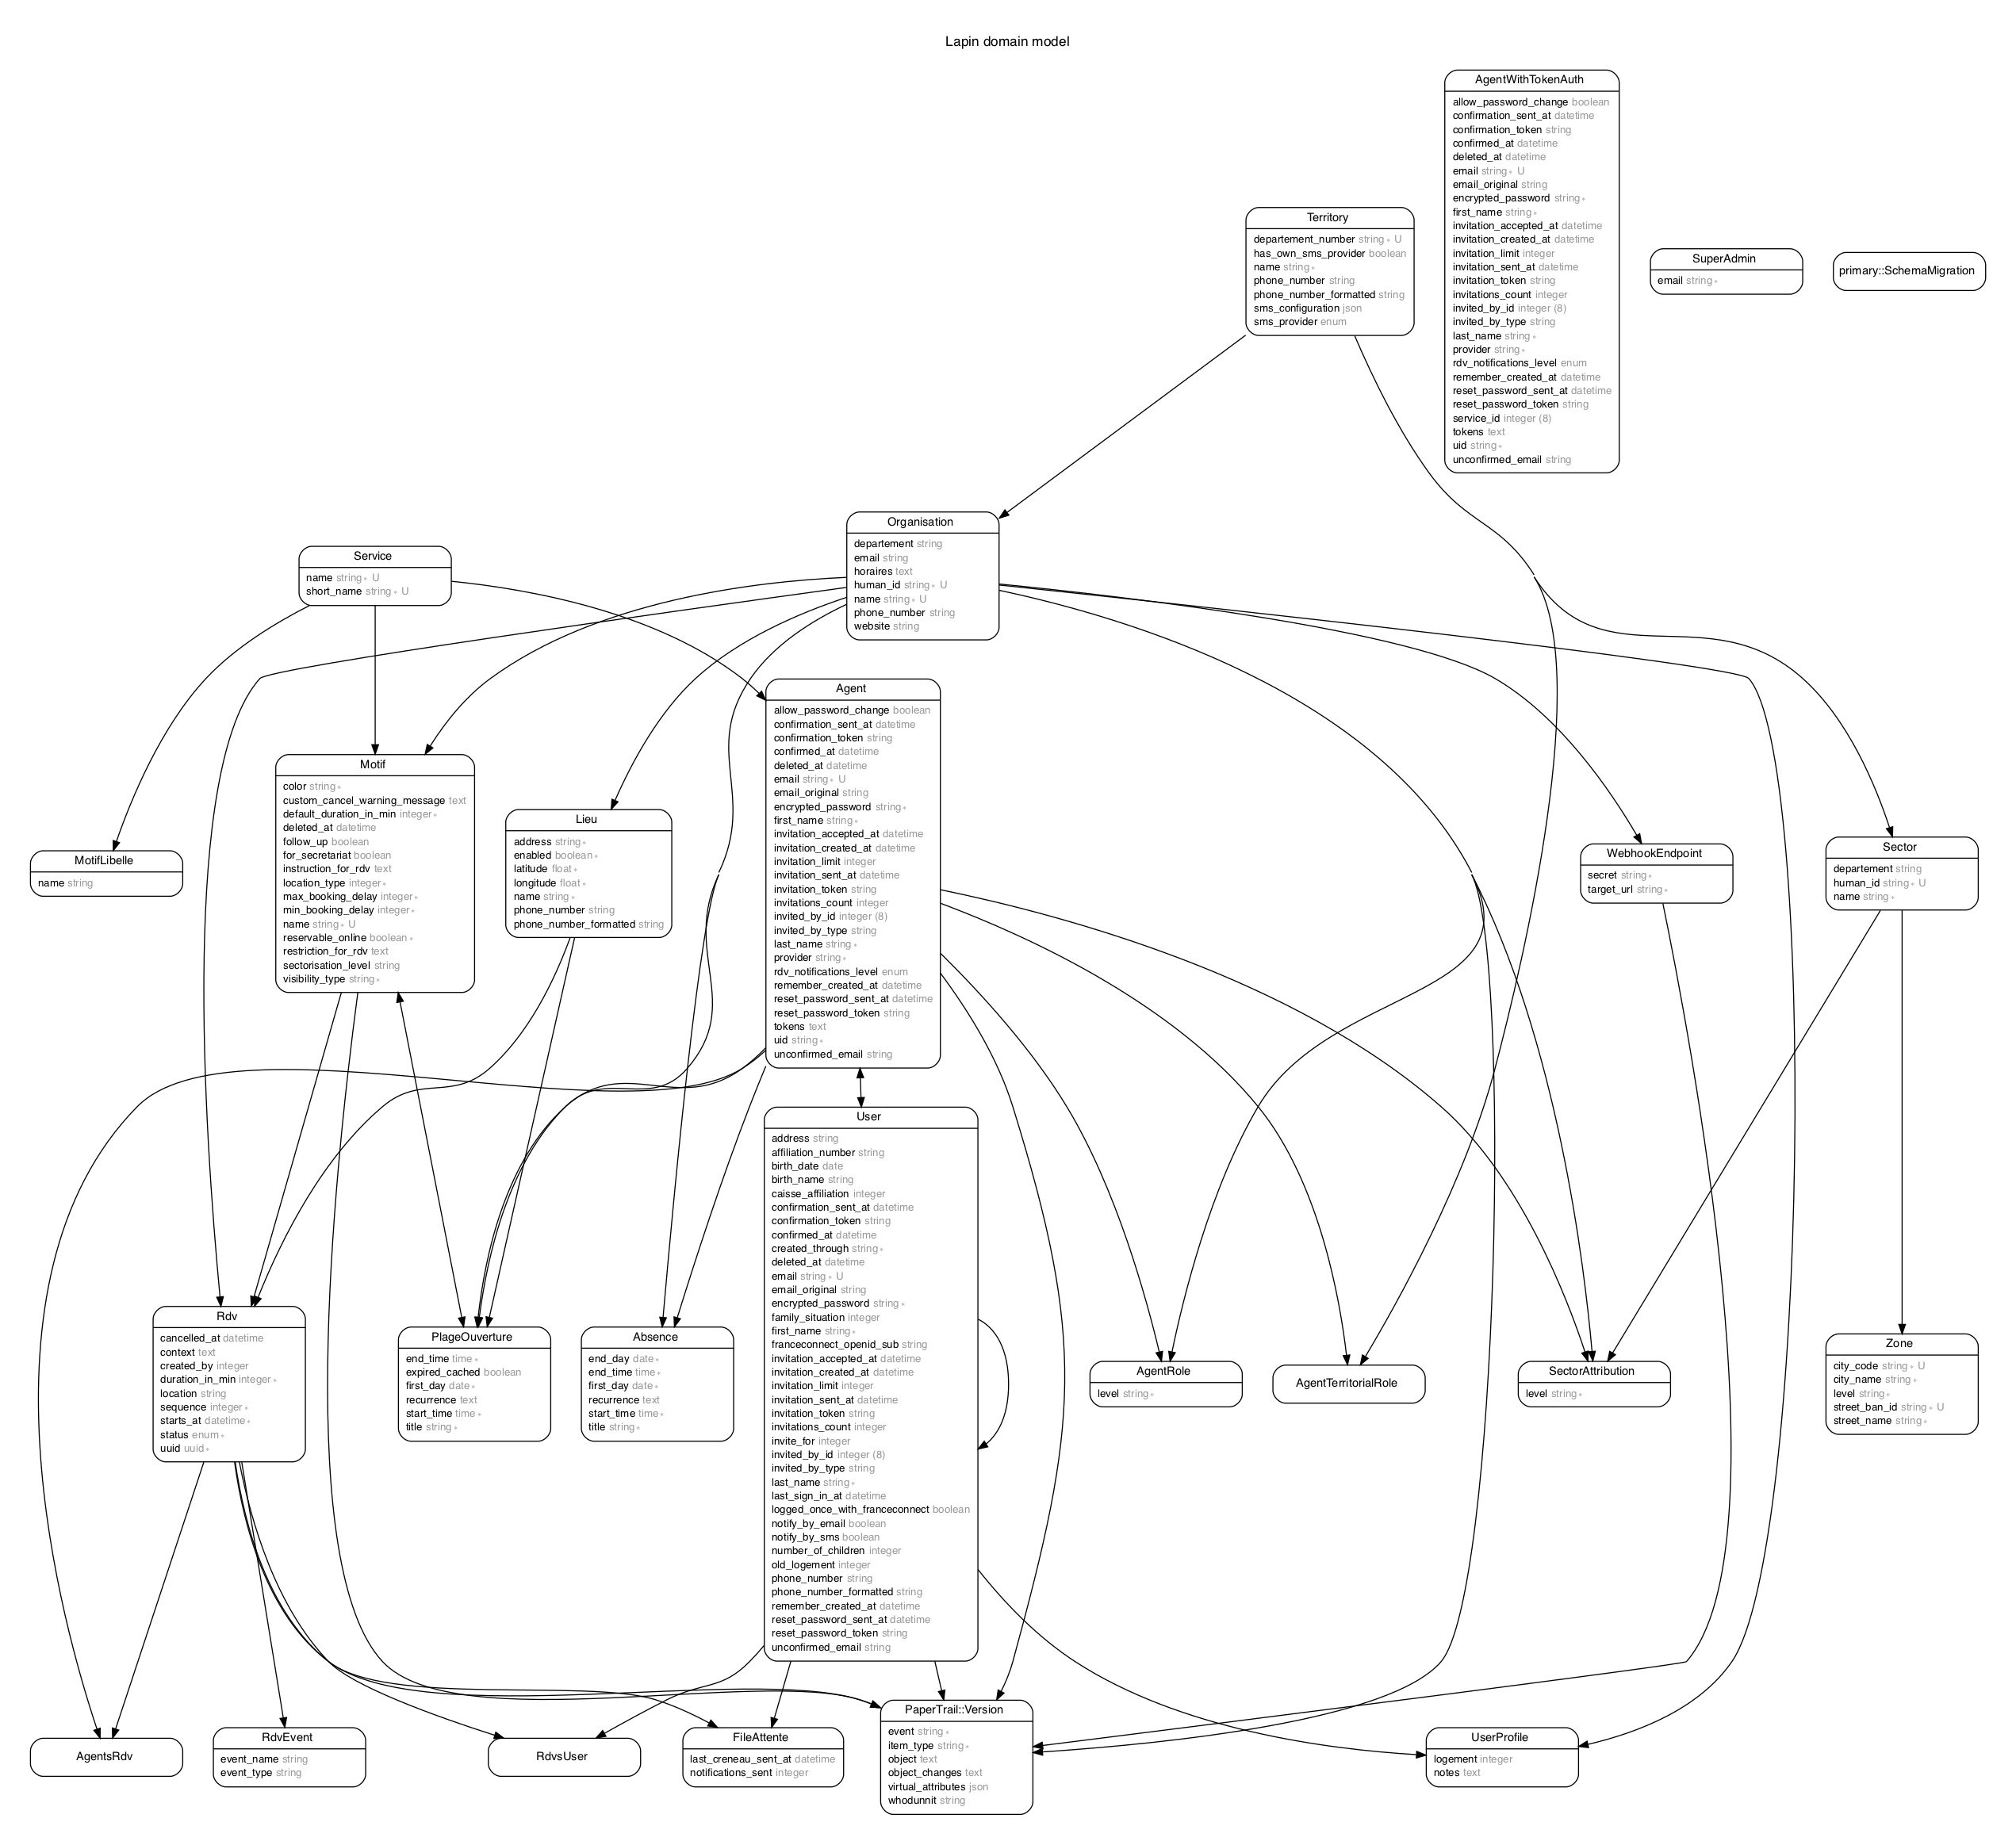 Lapin domain model
AgentWithTokenAuth
allow_password_change boolean
confirmation_sent_at datetime
confirmation_token string
confirmed_at datetime
deleted_at datetime
email string∗ U
email_original string
encrypted_password string∗
first_name string∗
invitation_accepted_at datetime
invitation_created_at datetime
invitation_limit integer
invitation_sent_at datetime
invitation_token string
invitations_count integer
invited_by_id integer (8)
invited_by_type string
last_name string∗
provider string∗
rdv_notifications_level enum
remember_created_at datetime
reset_password_sent_at datetime
reset_password_token string
service_id integer (8)
tokens text
uid string∗
unconfirmed_email string
Territory
departement_number string∗ U
has_own_sms_provider boolean
name string∗
phone_number string
phone_number_formatted string
sms_configuration json
sms_provider enum
SuperAdmin
email string∗
primary::SchemaMigration
Organisation
departement string
email string
horaires text
human_id string∗ U
name string∗ U
phone_number string
website string
Service
name string∗ U
short_name string∗ U
Agent
allow_password_change boolean
confirmation_sent_at datetime
confirmation_token string
confirmed_at datetime
deleted_at datetime
email string∗ U
email_original string
encrypted_password string∗
first_name string∗
invitation_accepted_at datetime
invitation_created_at datetime
invitation_limit integer
invitation_sent_at datetime
invitation_token string
invitations_count integer
invited_by_id integer (8)
invited_by_type string
last_name string∗
provider string∗
rdv_notifications_level enum
remember_created_at datetime
reset_password_sent_at datetime
reset_password_token string
tokens text
uid string∗
unconfirmed_email string
Motif
color string∗
custom_cancel_warning_message text
default_duration_in_min integer∗
deleted_at datetime
follow_up boolean
for_secretariat boolean
instruction_for_rdv text
location_type integer∗
max_booking_delay integer∗
min_booking_delay integer∗
name string∗ U
reservable_online boolean∗
restriction_for_rdv text
sectorisation_level string
visibility_type string∗
Lieu
address string∗
enabled boolean∗
latitude float∗
longitude float∗
name string∗
phone_number string
phone_number_formatted string
MotifLibelle
name string
WebhookEndpoint
secret string∗
target_url string∗
Sector
departement string
human_id string∗ U
name string∗
User
address string
affiliation_number string
birth_date date
birth_name string
caisse_affiliation integer
confirmation_sent_at datetime
confirmation_token string
confirmed_at datetime
created_through string∗
deleted_at datetime
email string∗ U
email_original string
encrypted_password string∗
family_situation integer
first_name string∗
franceconnect_openid_sub string
invitation_accepted_at datetime
invitation_created_at datetime
invitation_limit integer
invitation_sent_at datetime
invitation_token string
invitations_count integer
invite_for integer
invited_by_id integer (8)
invited_by_type string
last_name string∗
last_sign_in_at datetime
logged_once_with_franceconnect boolean
notify_by_email boolean
notify_by_sms boolean
number_of_children integer
old_logement integer
phone_number string
phone_number_formatted string
remember_created_at datetime
reset_password_sent_at datetime
reset_password_token string
unconfirmed_email string
Rdv
cancelled_at datetime
context text
created_by integer
duration_in_min integer∗
location string
sequence integer∗
starts_at datetime∗
status enum∗
uuid uuid∗
PlageOuverture
end_time time∗
expired_cached boolean
first_day date∗
recurrence text
start_time time∗
title string∗
Absence
end_day date∗
end_time time∗
first_day date∗
recurrence text
start_time time∗
title string∗
AgentRole
level string∗
AgentTerritorialRole
SectorAttribution
level string∗
Zone
city_code string∗ U
city_name string∗
level string∗
street_ban_id string∗ U
street_name string∗
AgentsRdv
RdvEvent
event_name string
event_type string
RdvsUser
FileAttente
last_creneau_sent_at datetime
notifications_sent integer
PaperTrail::Version
event string∗
item_type string∗
object text
object_changes text
virtual_attributes json
whodunnit string
UserProfile
logement integer
notes text